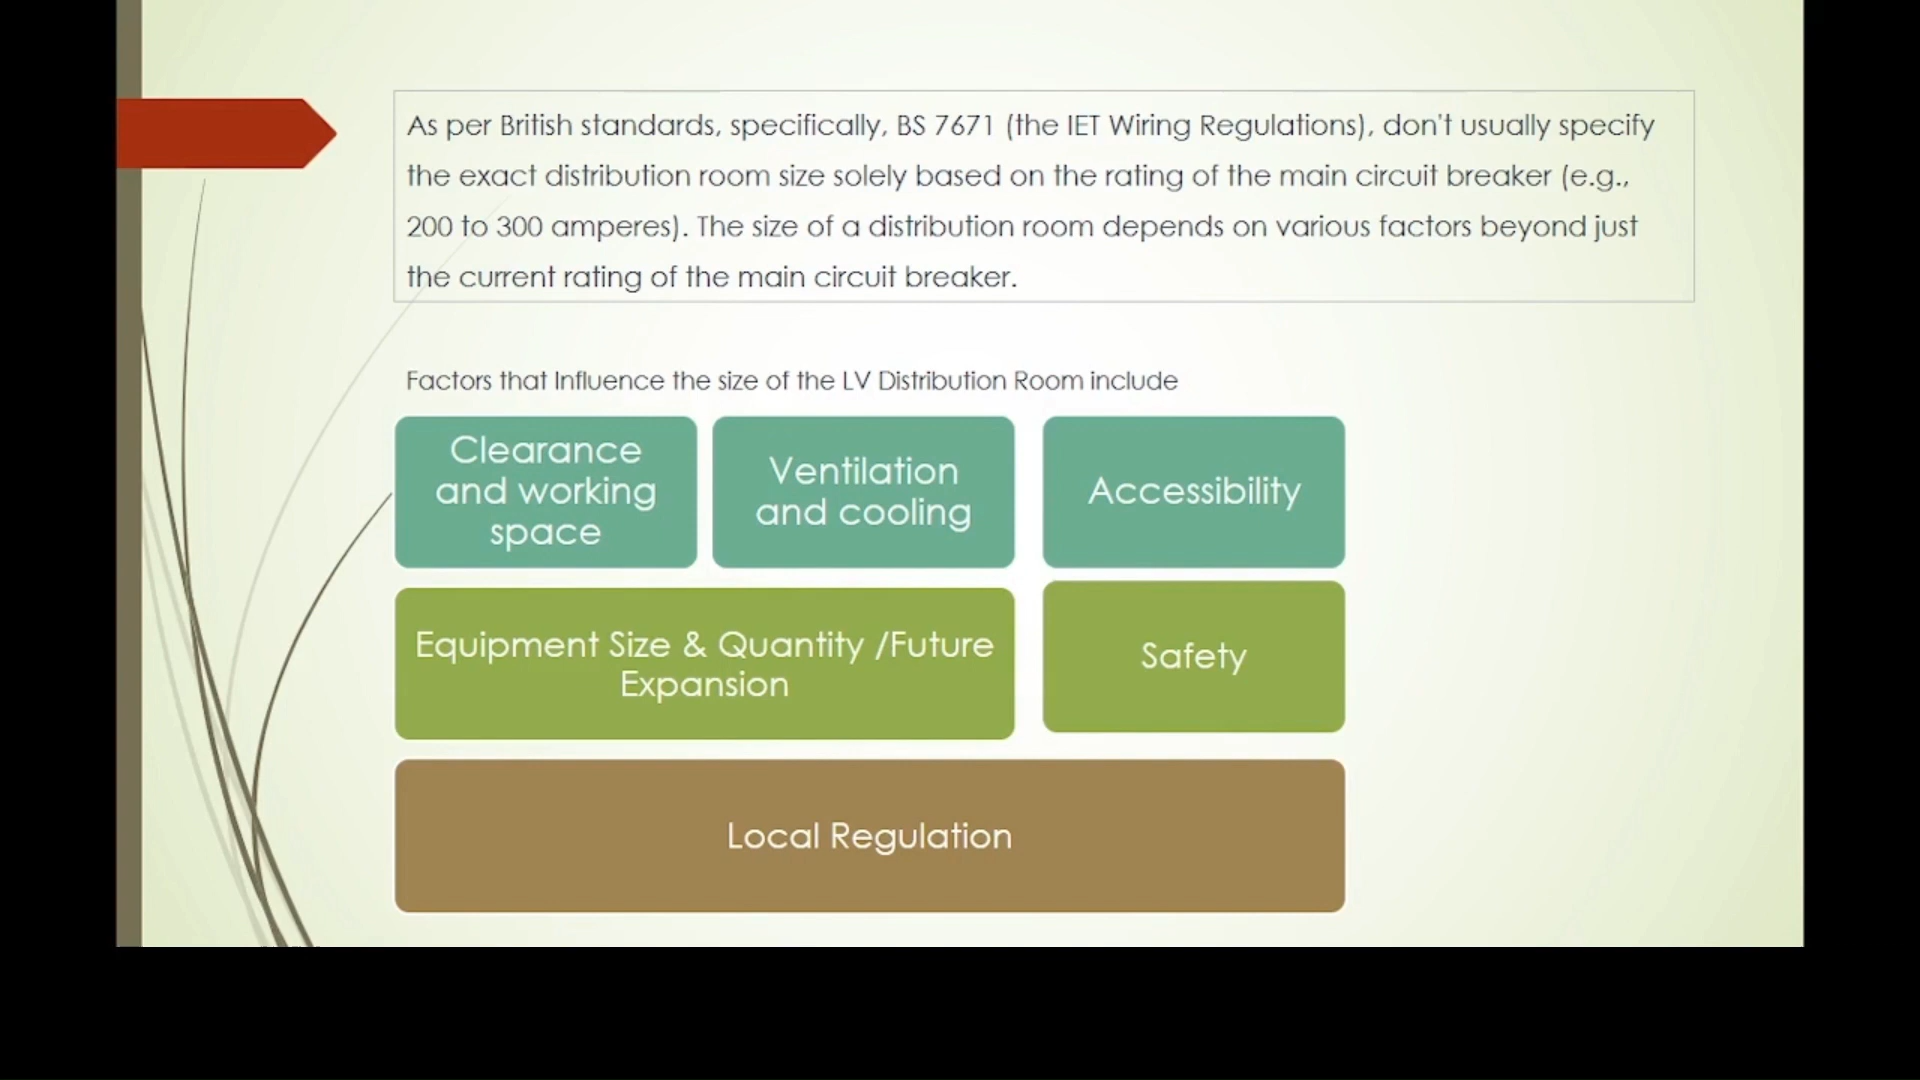 As per British standards, specifically, BS 7671 (the IET Wiring Regulations), don't usually specify
the exact distribution room size solely based on the rating of the main circuit breaker (e.g.,
200 to 300 amperes). The size of a distribution room depends on various factors beyond just
the current rating of the main circuit breaker.
Factors that Influence the size of the LV Distribution Room include
Clearance
and working
space
Ventilation
and cooling
Accessibility
Equipment Size & Quantity /Future
Expansion
Safety
Local Regulation